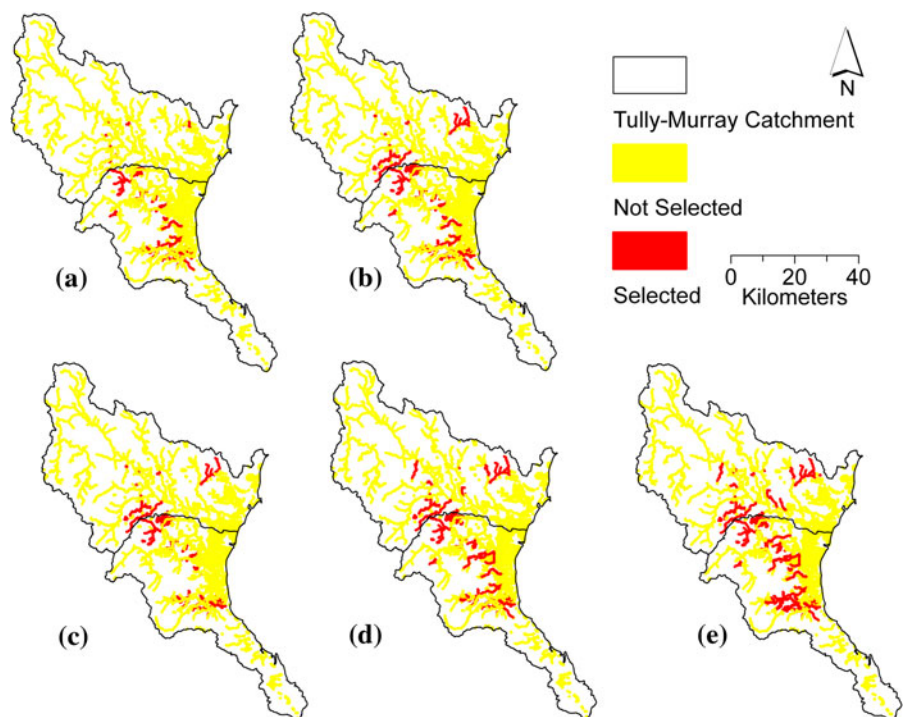 N
Tully-Murray Catchment
Not Selected
Selected
0 20 40
Kilometers
(a)
(b)
(c)
(d)
(e)